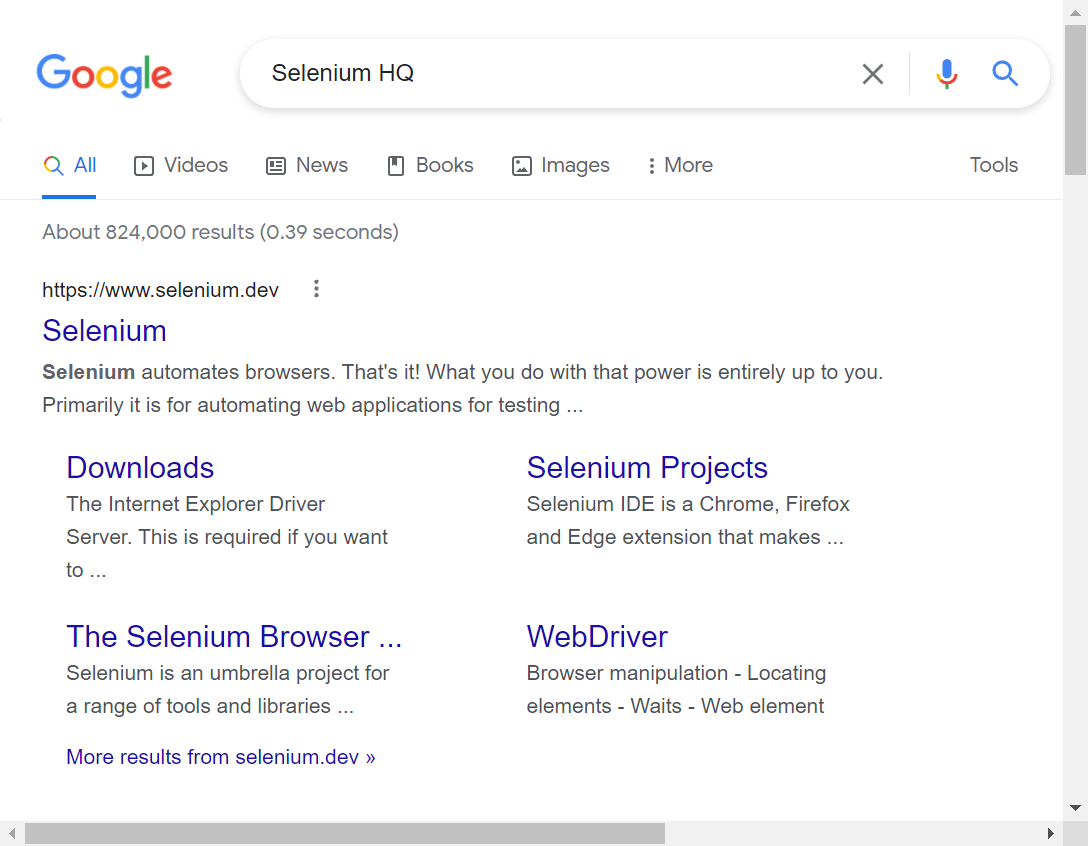 Google
Selenium HQ
All Videos News Books Images More Tools
About 824,000 results (0.39 seconds)
https://www.selenium.dev
Selenium
Selenium automates browsers. That's it! What you do with that power is entirely up to you.
Primarily it is for automating web applications for testing ...
Downloads
The Internet Explorer Driver
Server. This is required if you want
to ...
Selenium Projects
Selenium IDE is a Chrome, Firefox
and Edge extension that makes ...
The Selenium Browser ...
Selenium is an umbrella project for
a range of tools and libraries ...
WebDriver
Browser manipulation - Locating
elements - Waits - Web element
More results from selenium.dev »